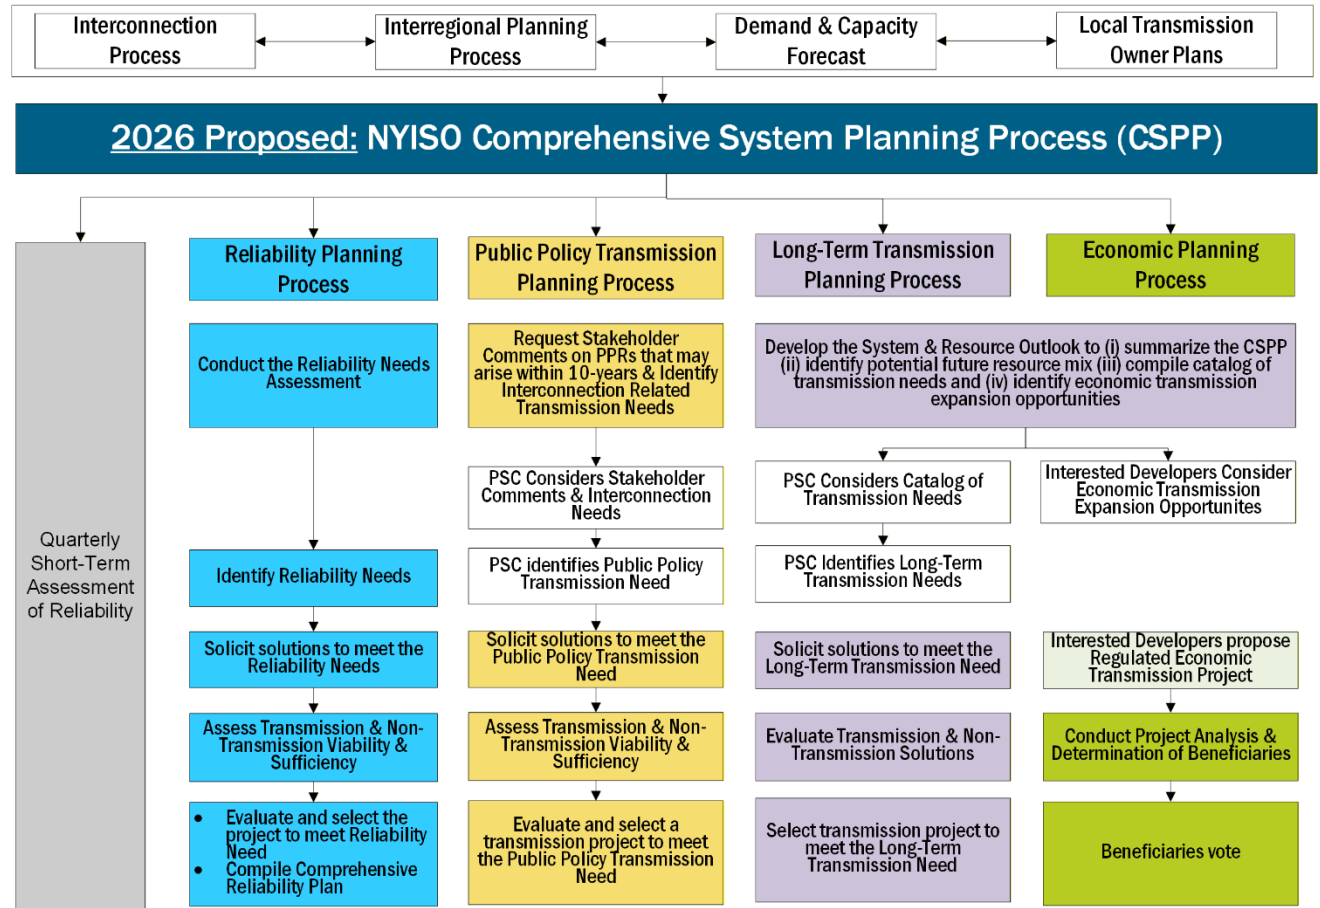 Interconnection
Process
Interregional Planning
Process
Demand & Capacity
Forecast
Local Transmission
Owner Plans
2026 Proposed: NYISO Comprehensive System Planning Process (CSPP)
Quarterly
Short-Term
Assessment
of Reliability
Reliability Planning
Process
Conduct the Reliability Needs
Assessment
Identify Reliability Needs
Solicit solutions to meet the
Reliability Needs
Assess Transmission & Non-
Transmission Viability &
Sufficiency
• Evaluate and select the
project to meet Reliability
Need
• Compile Comprehensive
Reliability Plan
Public Policy Transmission
Planning Process
Request Stakeholder
Comments on PPRs that may
arise within 10-years & Identify
Interconnection Related
Transmission Needs
PSC Considers Stakeholder
Comments & Interconnection
Needs
PSC identifies Public Policy
Transmission Need
Solicit solutions to meet the
Public Policy Transmission
Need
Assess Transmission & Non-
Transmission Viability &
Sufficiency
Evaluate and select a
transmission project to meet
the Public Policy Transmission
Need
Long-Term Transmission
Planning Process
Economic Planning
Process
Develop the System & Resource Outlook to (i) summarize the CSPP
(ii) identify potential future resource mix (iii) compile catalog of
transmission needs and (iv) identify economic transmission
expansion opportunities
PSC Considers Catalog of
Transmission Needs
PSC Identifies Long-Term
Transmission Needs
Solicit solutions to meet the
Long-Term Transmission Need
Evaluate Transmission & Non-
Transmission Solutions
Select transmission project to
meet the Long-Term
Transmission Need
Interested Developers Consider
Economic Transmission
Expansion Opportunites
Interested Developers propose
Regulated Economic
Transmission Project
Conduct Project Analysis &
Determination of Beneficiaries
Beneficiaries vote